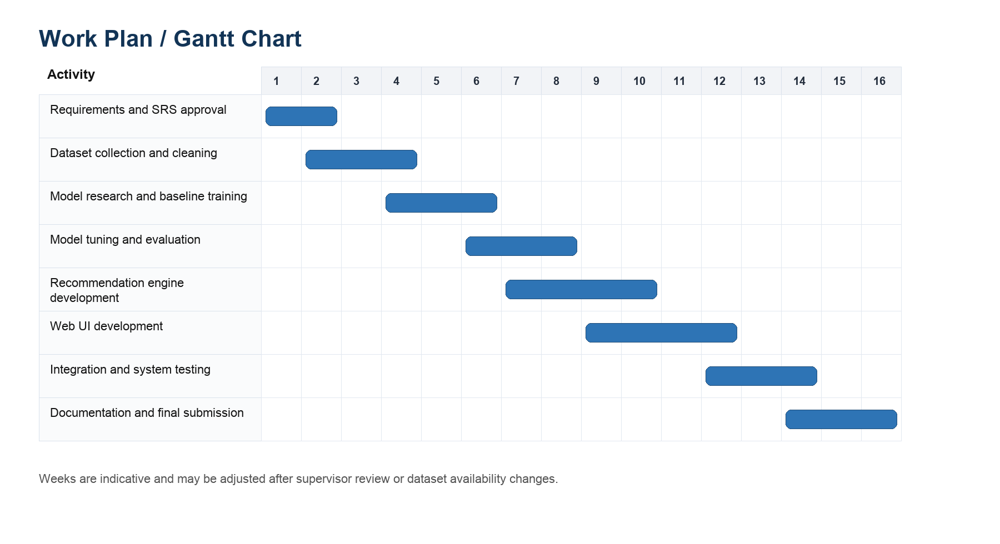 Work Plan / Gantt Chart
Activity
1 2 3 4 5 6 7 8 9 10 11 12 13 14 15 16
Requirements and SRS approval
Dataset collection and cleaning
Model research and baseline training
Model tuning and evaluation
Recommendation engine
development
Web UI development
Integration and system testing
Documentation and final submission
Weeks are indicative and may be adjusted after supervisor review or dataset availability changes.